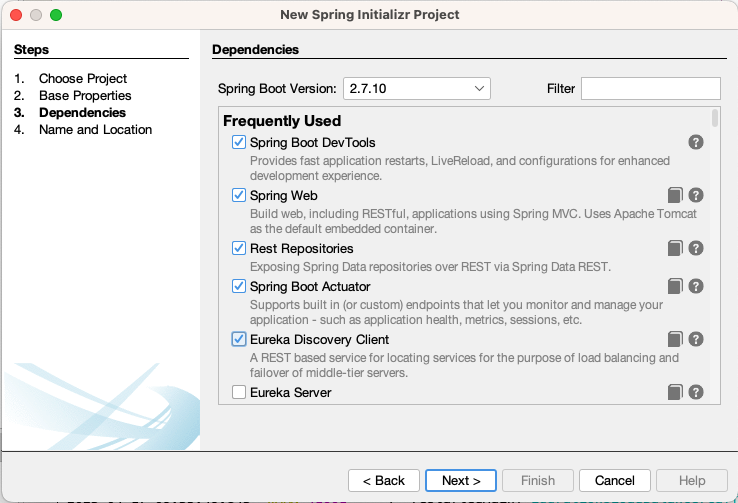 New Spring Initializr Project
Steps
1. Choose Project
2. Base Properties
3. Dependencies
4. Name and Location
Dependencies
Spring Boot Version: 2.7.10 Filter
Frequently Used
Spring Boot DevTools
Provides fast application restarts, LiveReload, and configurations for enhanced
development experience.
Spring Web
Build web, including RESTful, applications using Spring MVC. Uses Apache Tomcat
as the default embedded container.
Rest Repositories
Exposing Spring Data repositories over REST via Spring Data REST.
Spring Boot Actuator
Supports built in (or custom) endpoints that let you monitor and manage your
application - such as application health, metrics, sessions, etc.
Eureka Discovery Client
A REST based service for locating services for the purpose of load balancing and
failover of middle-tier servers.
Eureka Server
< Back Next > Finish Cancel Help